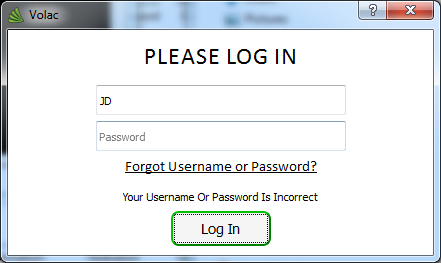 Volac
PLEASE LOG IN
JD
Password
Forgot Username or Password?
Your Username Or Password Is Incorrect
Log In